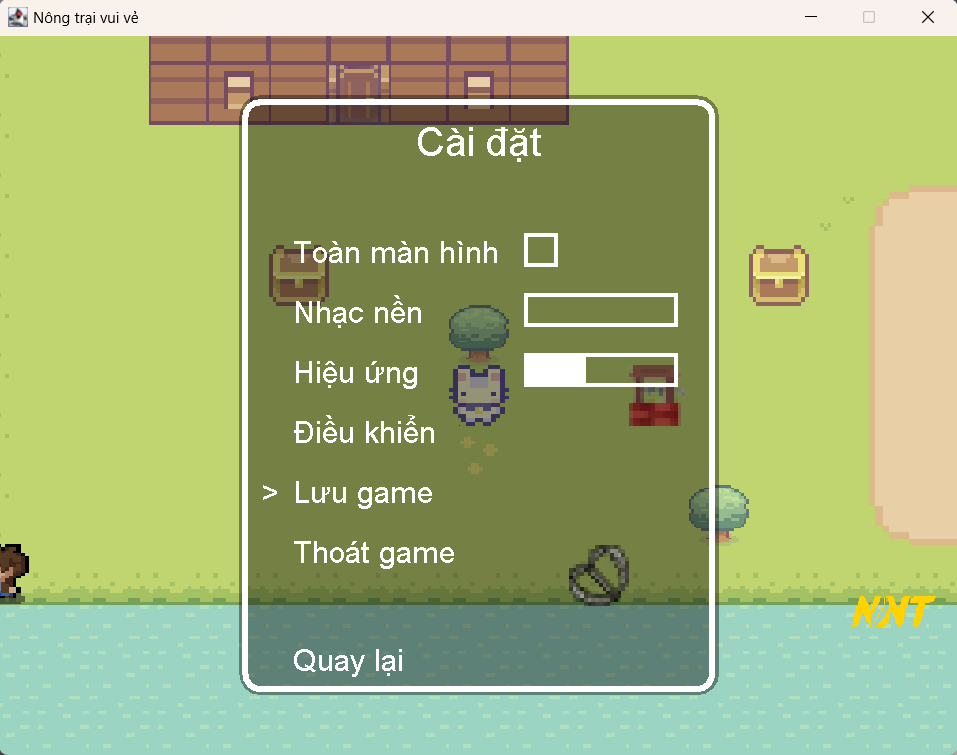 Nông trại vui vẻ
Cài đặt
Toàn màn hình
Nhạc nền
Hiệu ứng
Điều khiển
> Lưu game
Thoát game
NNT
Quay lại